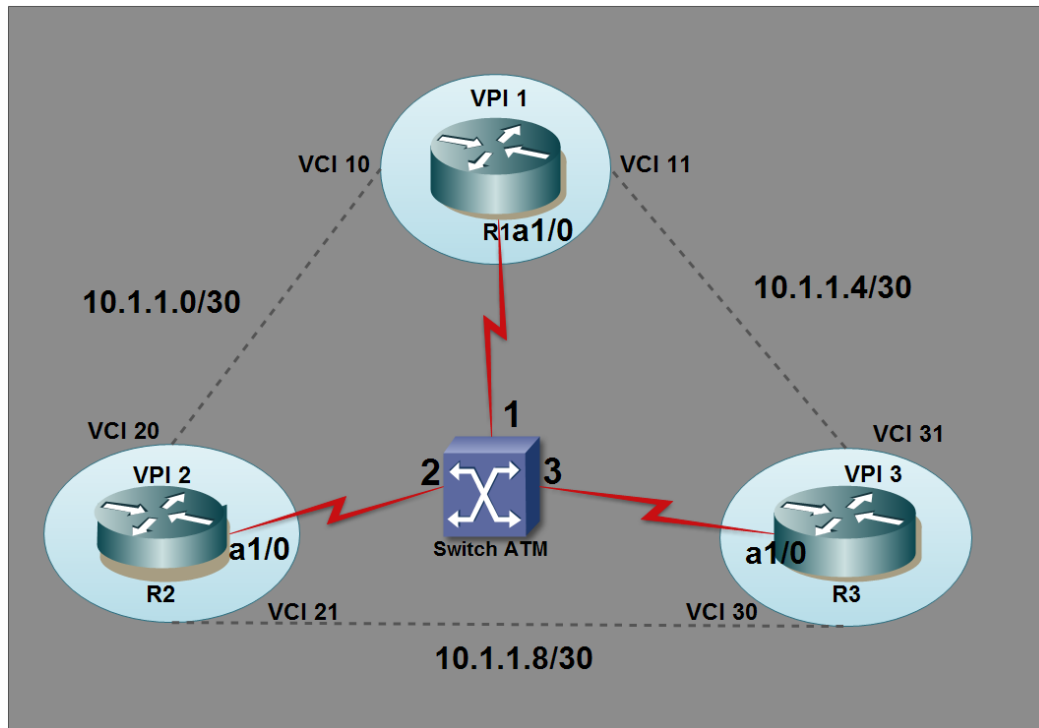 VPI 1
VCI 10
VCI 11
R1
a1/0
10.1.1.0/30
10.1.1.4/30
1
VCI 20
VCI 31
VPI 2
2
3
VPI 3
Switch ATM
a1/0
a1/0
R2
R3
VCI 21
VCI 30
10.1.1.8/30